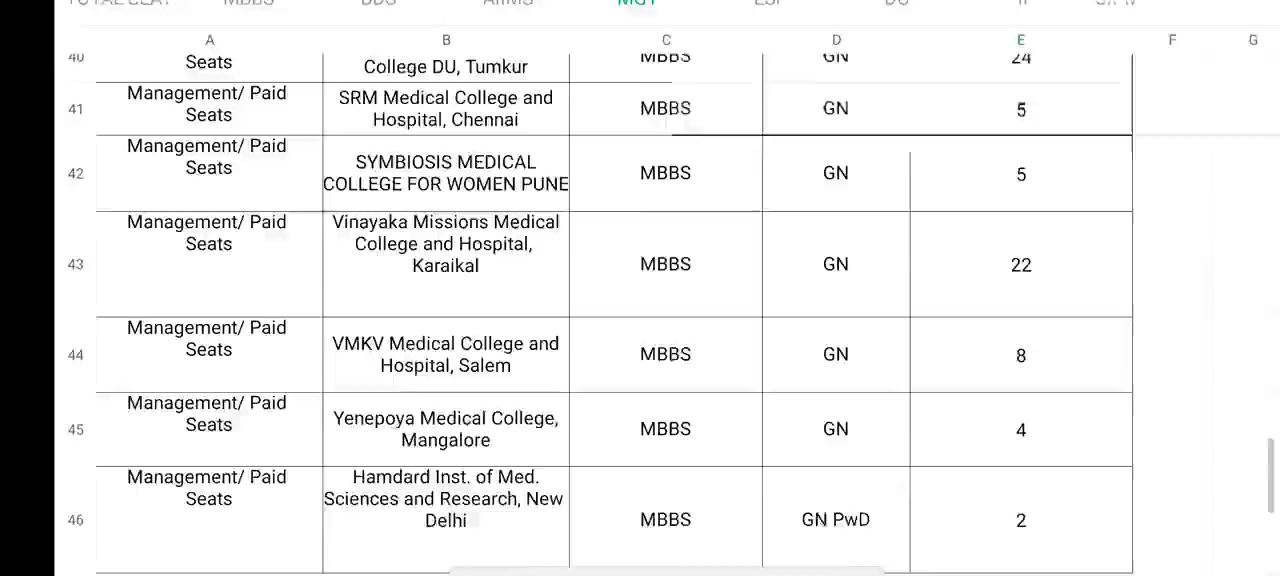 MGT
A B C D E F G
40
Seats
College DU, Tumkur
MBBS
GN
24
41
Management/ Paid
Seats
SRM Medical College and
Hospital, Chennai
MBBS
GN
5
42
Management/ Paid
Seats
SYMBIOSIS MEDICAL
COLLEGE FOR WOMEN PUNE
MBBS
GN
5
43
Management/ Paid
Seats
Vinayaka Missions Medical
College and Hospital,
Karaikal
MBBS
GN
22
44
Management/ Paid
Seats
VMKV Medical College and
Hospital, Salem
MBBS
GN
8
45
Management/ Paid
Seats
Yenepoya Medical College,
Mangalore
MBBS
GN
4
46
Management/ Paid
Seats
Hamdard Inst. of Med.
Sciences and Research, New
Delhi
MBBS
GN PwD
2